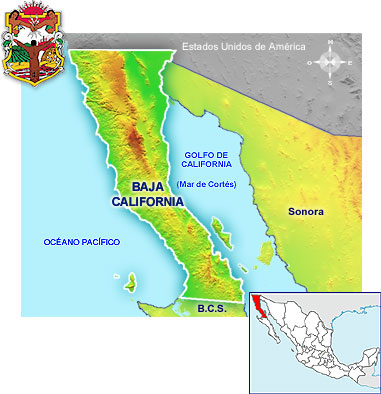 Estados Unidos de América
N
O
E
S
GOLFO DE
CALIFORNIA
(Mar de Cortés)
BAJA
CALIFORNIA
Sonora
OCÉANO PACÍFICO
B.C.S.